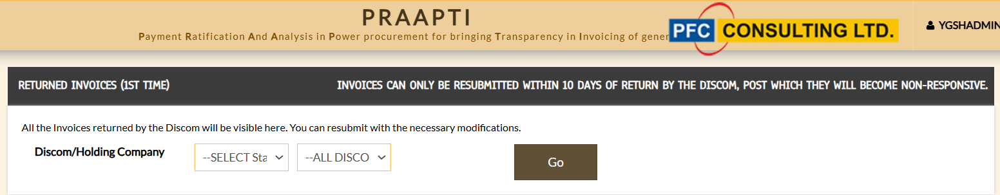 PRAAPTI
Payment Ratification And Analysis in Power procurement for bringing Transparency in Invoicing of gener
PFC CONSULTING LTD.
YGSHADMIN
RETURNED INVOICES (1ST TIME)
INVOICES CAN ONLY BE RESUBMITTED WITHIN 10 DAYS OF RETURN BY THE DISCOM, POST WHICH THEY WILL BECOME NON-RESPONSIVE.
All the Invoices returned by the Discom will be visible here. You can resubmit with the necessary modifications.
Discom/Holding Company
--SELECT Sta
--ALL DISCO
Go